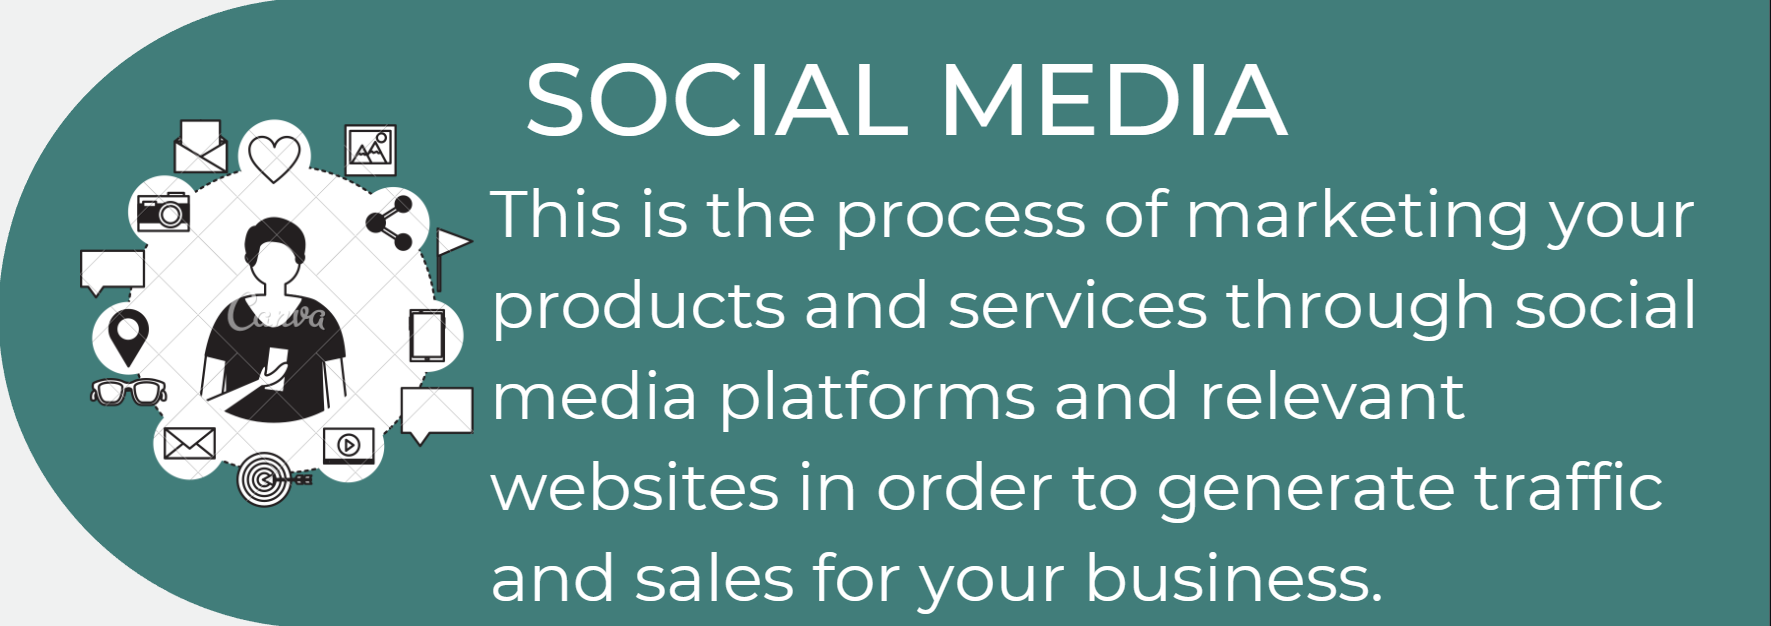 SOCIAL MEDIA
This is the process of marketing your
products and services through social
media platforms and relevant
websites in order to generate traffic
and sales for your business.
Canva